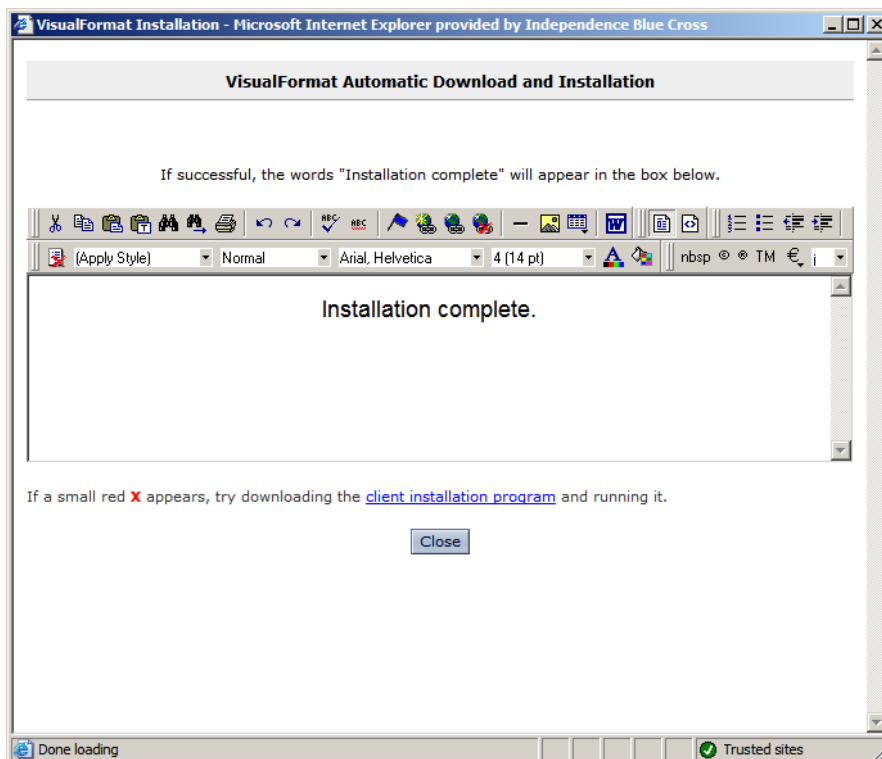 VisualFormat Installation - Microsoft Internet Explorer provided by Independence Blue Cross
VisualFormat Automatic Download and Installation
If successful, the words "Installation complete" will appear in the box below.
ABC ABC W
(Apply Style) Normal Arial, Helvetica 4 (14 pt) A nbsp © ® TM € ¡
Installation complete.
If a small red X appears, try downloading the client installation program and running it.
Close
Done loading Trusted sites